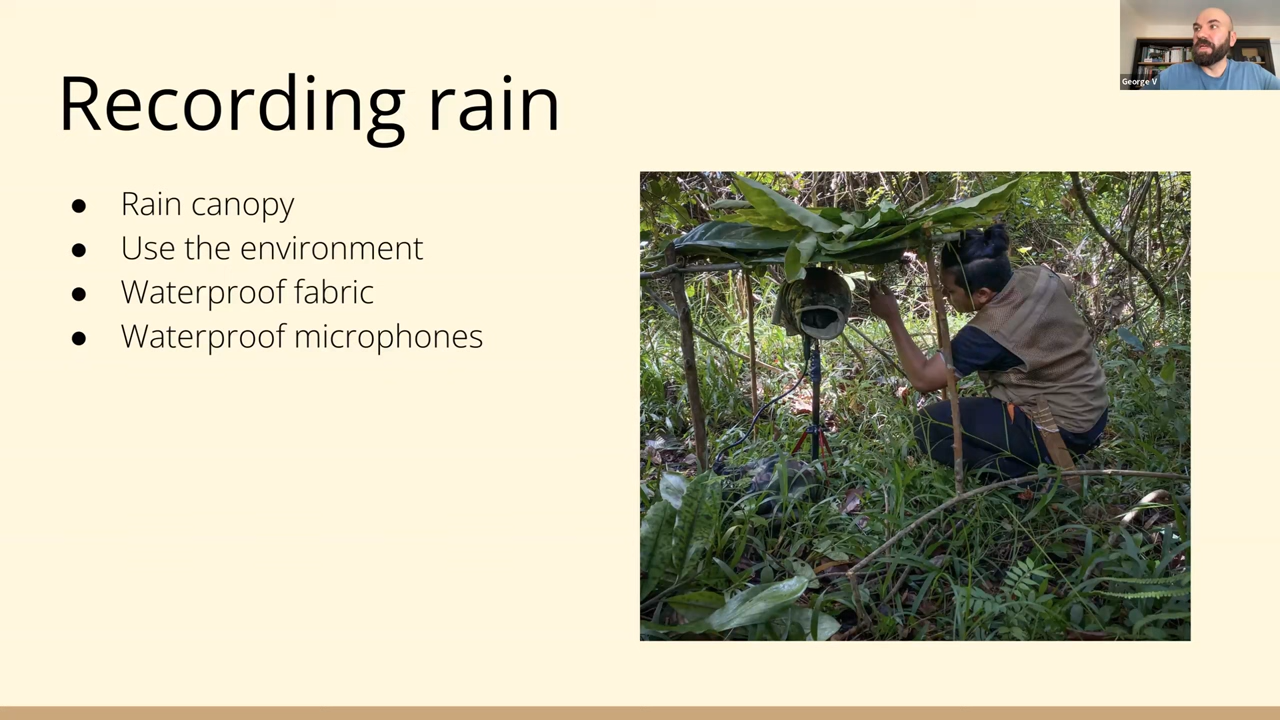 George V
Recording rain
● Rain canopy
● Use the environment
● Waterproof fabric
● Waterproof microphones